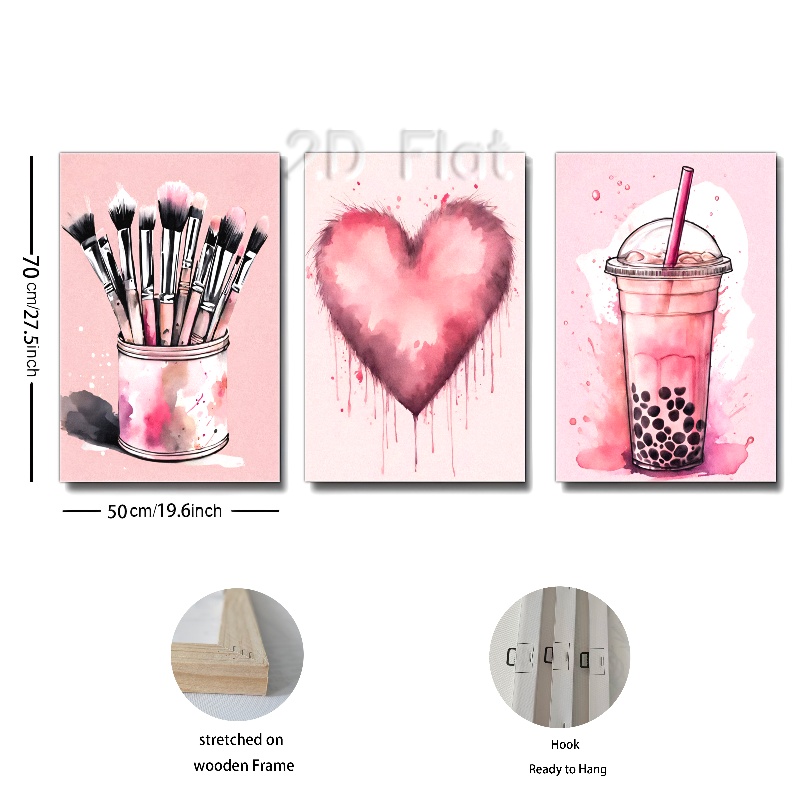 2D Flat
70 cm/27.5inch
50 cm/19.6inch
stretched on
wooden Frame
Hook
Ready to Hang